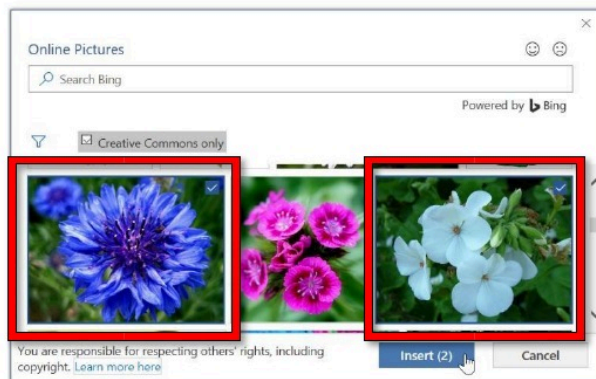 Online Pictures
Search Bing
Powered by Bing
Creative Commons only
You are responsible for respecting others' rights, including
copyright. Learn more here
Insert (2)
Cancel